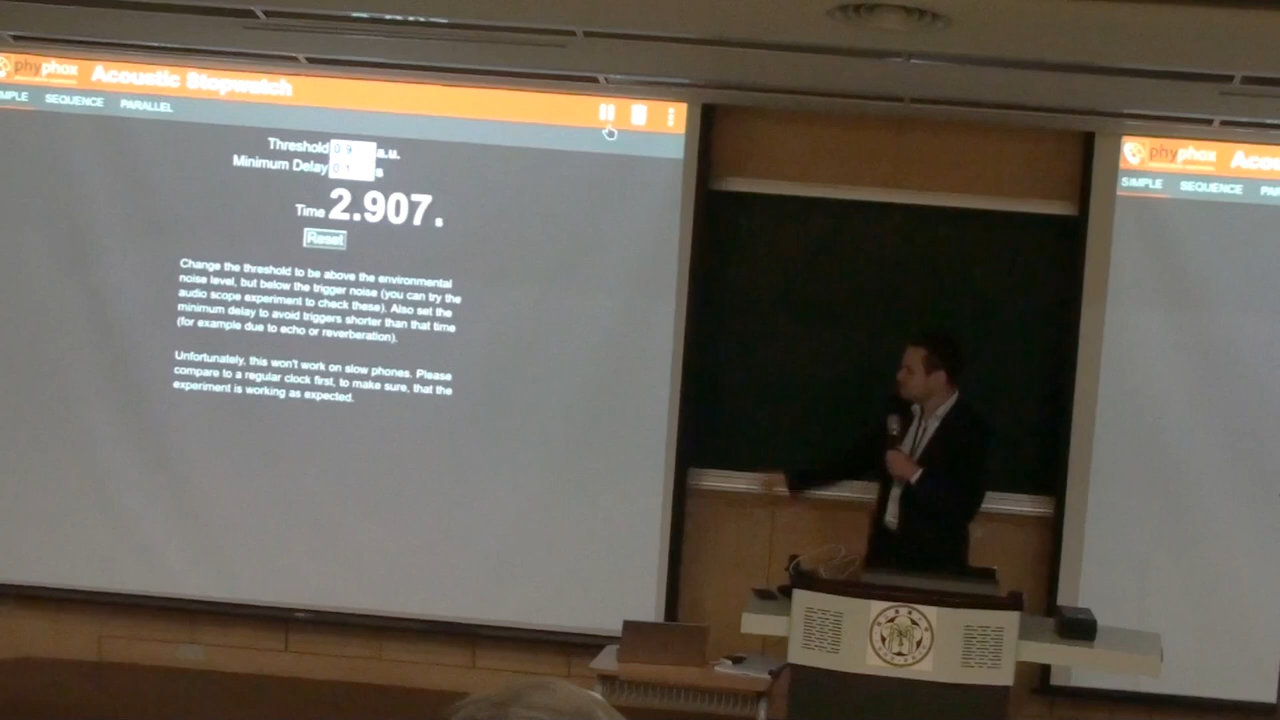 phyphox Acoustic Stopwatch
SEQUENCE PARALLEL
Threshold 0.9 a.u.
Minimum Delay 0.1 s
Time 2.907.
Reset
Change the threshold to be above the environmental
noise level, but below the trigger noise (you can try the
audio scope experiment to check these). Also set the
minimum delay to avoid triggers shorter than that time
(for example due to echo or reverberation).
Unfortunately, this won't work on slow phones. Please
compare to a regular clock first, to make sure, that the
experiment is working as expected.
phyphox
SIMPLE SEQUENCE